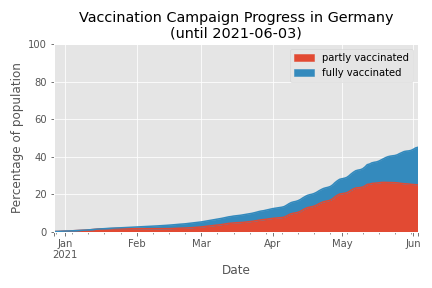 Vaccination Campaign Progress in Germany
(until 2021-06-03)
partly vaccinated
fully vaccinated
Percentage of population
100
80
60
40
20
0
Jan
2021
Feb
Mar
Apr
May
Jun
Date